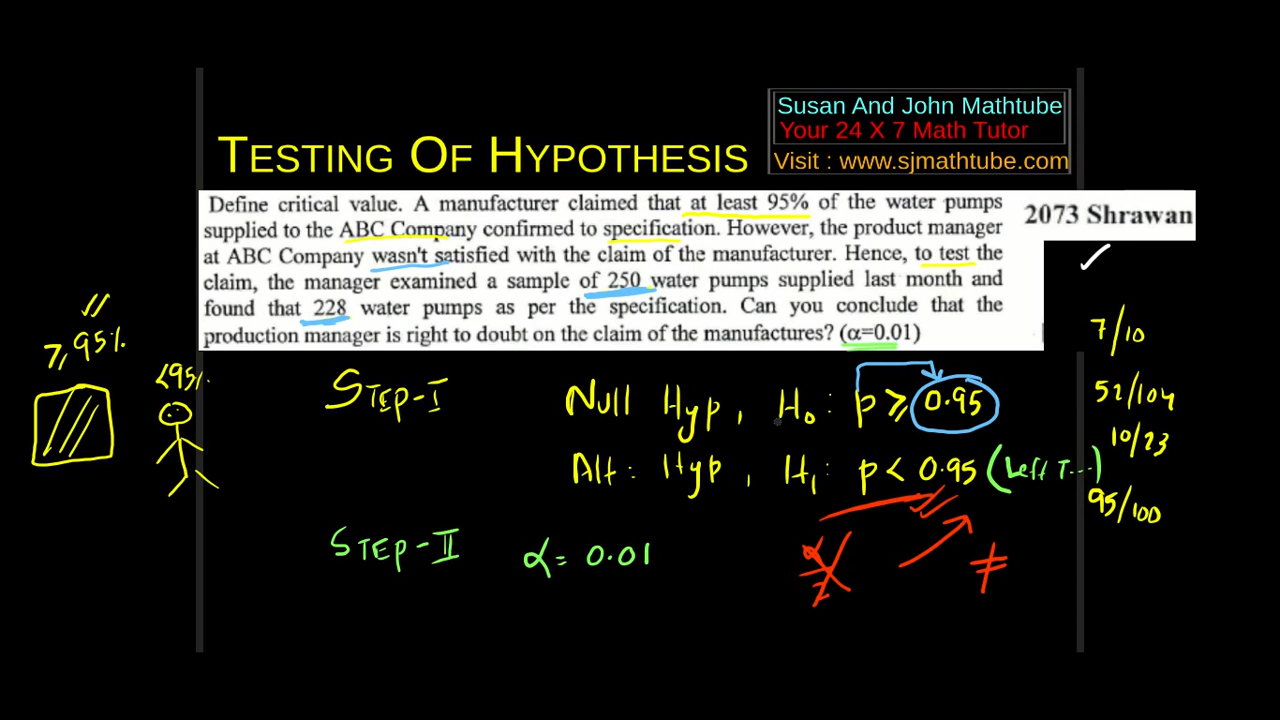 Susan And John Mathtube
Your 24 X 7 Math Tutor
Visit : www.sjmathtube.com
TESTING OF HYPOTHESIS
Define critical value. A manufacturer claimed that at least 95% of the water pumps
supplied to the ABC Company confirmed to specification. However, the product manager
at ABC Company wasn't satisfied with the claim of the manufacturer. Hence, to test the
claim, the manager examined a sample of 250 water pumps supplied last month and
found that 228 water pumps as per the specification. Can you conclude that the
production manager is right to doubt on the claim of the manufactures? (α=0.01)
2073 Shrawan
≥ 95%
<95%
STEP-I
Null Hyp, H₀: p ≥ 0.95
Alt: Hyp, H₁: p < 0.95 (Left T...)
STEP-II α = 0.01
≠
7/10
52/104
10/23
95/100